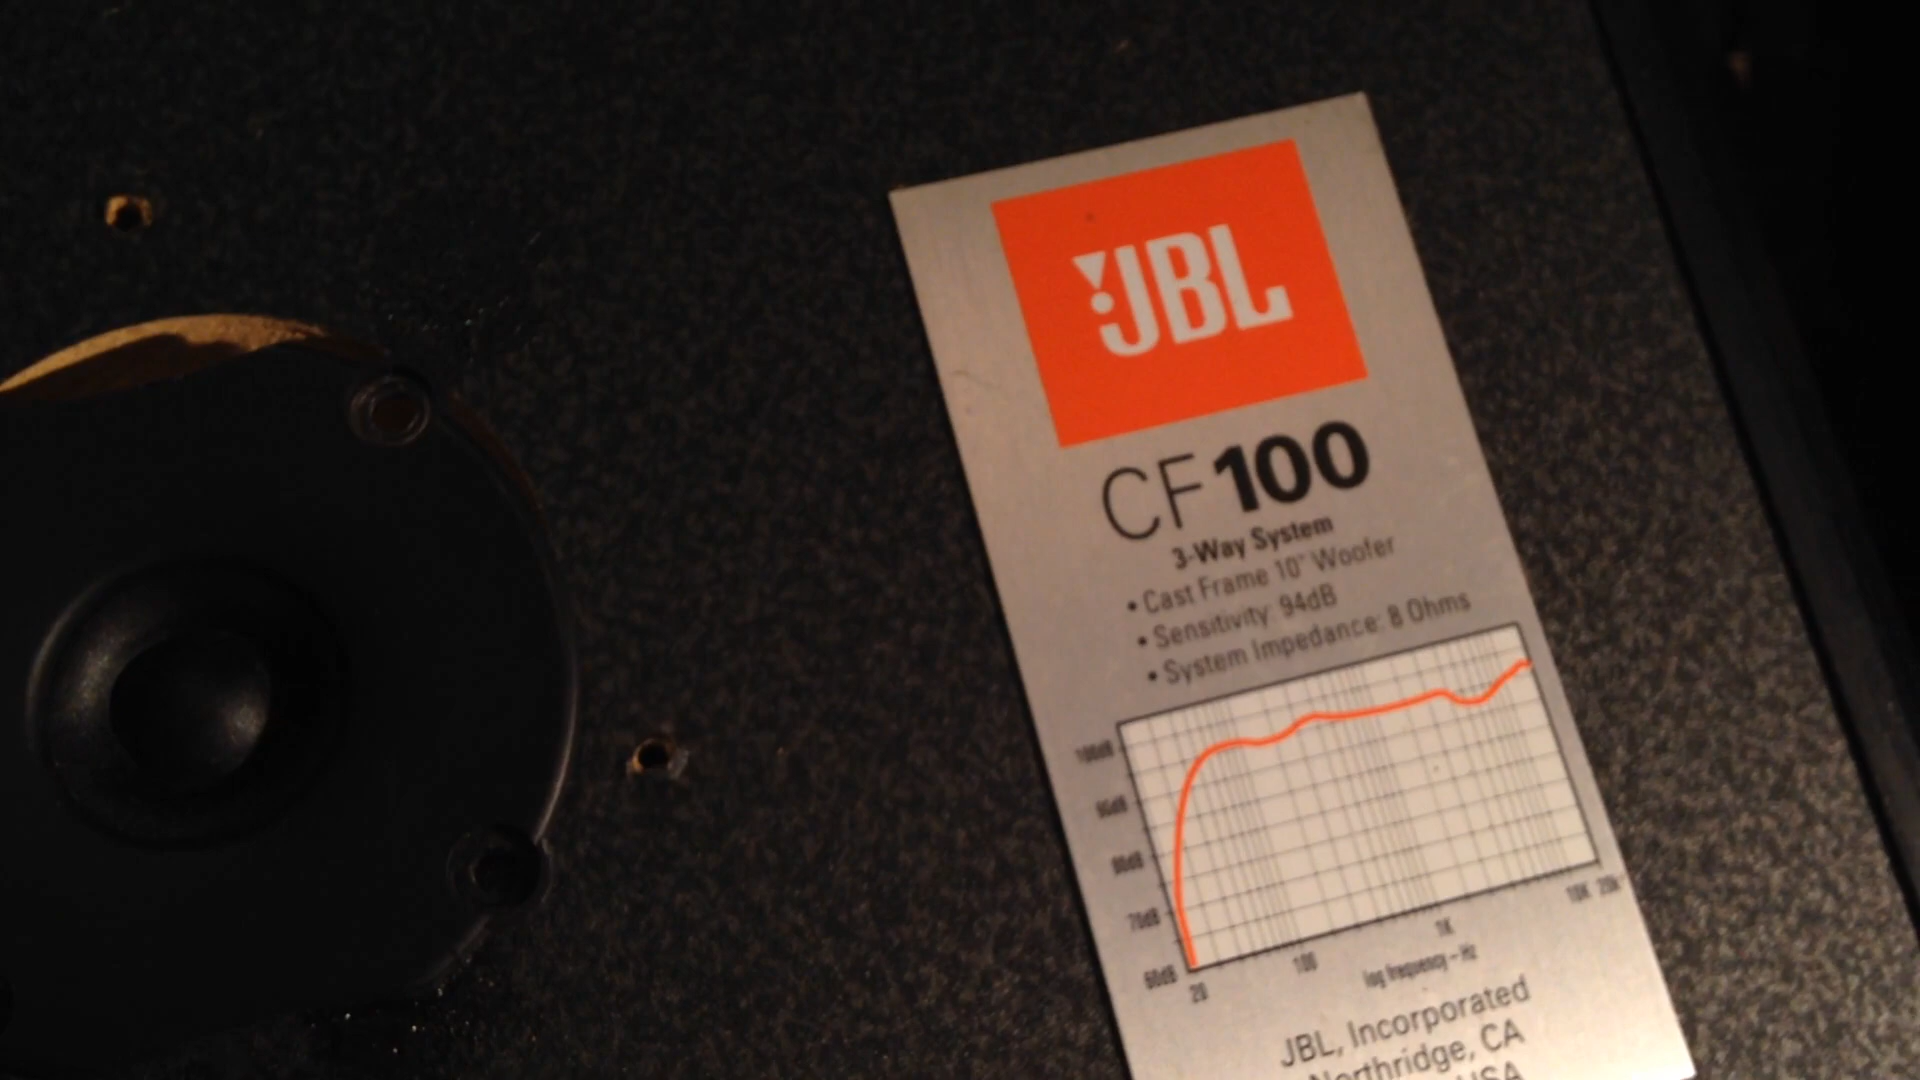 JBL
CF100
3-Way System
• Cast Frame 10" Woofer
• Sensitivity: 94dB
• System Impedance: 8 Ohms
100dB
90dB
80dB
70dB
60dB
20
100
1K
10K
20k
log frequency – Hz
JBL, Incorporated
Northridge, CA
USA